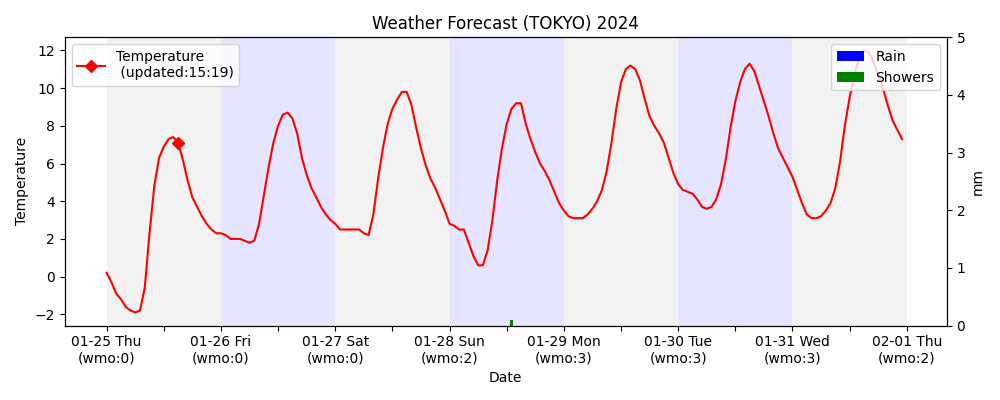 Weather Forecast (TOKYO) 2024
Temperature
(updated:15:19)
Rain
Showers
12
10
8
6
4
2
0
−2
Temperature
5
4
3
2
1
0
mm
01-25 Thu
(wmo:0)
01-26 Fri
(wmo:0)
01-27 Sat
(wmo:0)
01-28 Sun
(wmo:2)
01-29 Mon
(wmo:3)
01-30 Tue
(wmo:3)
01-31 Wed
(wmo:3)
02-01 Thu
(wmo:2)
Date